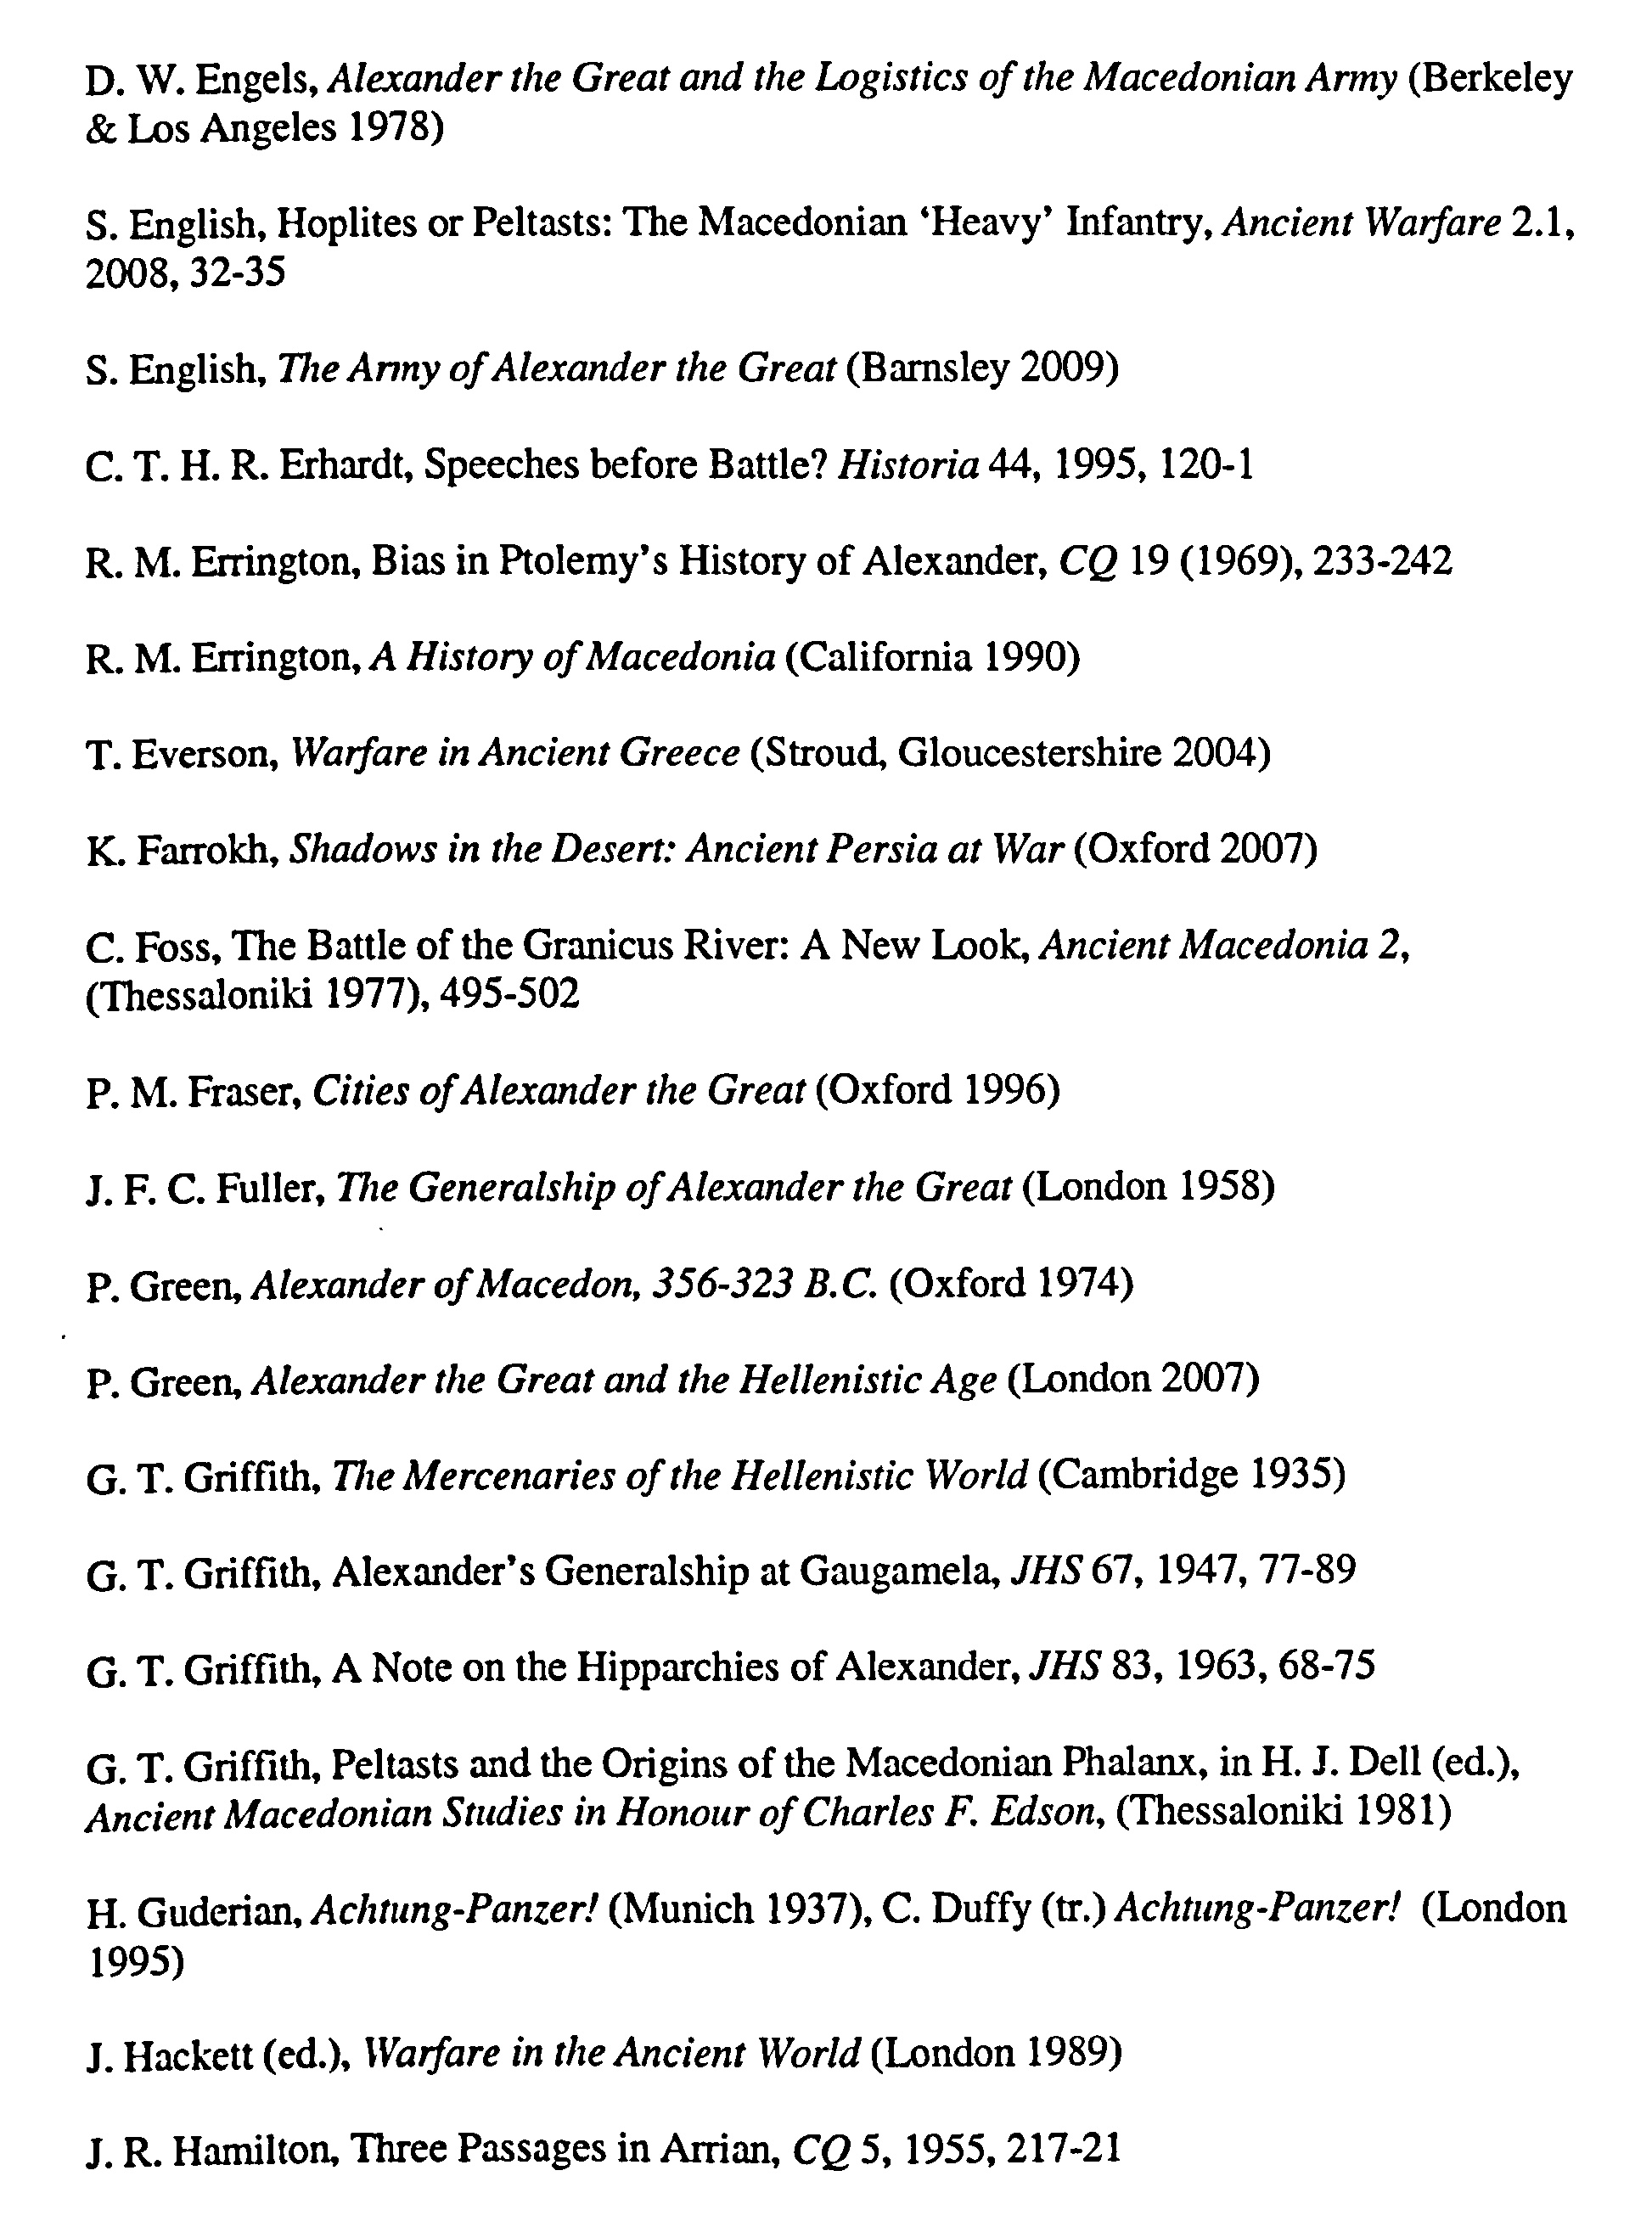 D. W. Engels, Alexander the Great and the Logistics of the Macedonian Army (Berkeley
& Los Angeles 1978)
S. English, Hoplites or Peltasts: The Macedonian ‘Heavy’ Infantry, Ancient Warfare 2.1,
2008, 32-35
S. English, The Army of Alexander the Great (Barnsley 2009)
C. T. H. R. Erhardt, Speeches before Battle? Historia 44, 1995, 120-1
R. M. Errington, Bias in Ptolemy’s History of Alexander, CQ 19 (1969), 233-242
R. M. Errington, A History of Macedonia (California 1990)
T. Everson, Warfare in Ancient Greece (Stroud, Gloucestershire 2004)
K. Farrokh, Shadows in the Desert: Ancient Persia at War (Oxford 2007)
C. Foss, The Battle of the Granicus River: A New Look, Ancient Macedonia 2,
(Thessaloniki 1977), 495-502
P. M. Fraser, Cities of Alexander the Great (Oxford 1996)
J. F. C. Fuller, The Generalship of Alexander the Great (London 1958)
P. Green, Alexander of Macedon, 356-323 B.C. (Oxford 1974)
P. Green, Alexander the Great and the Hellenistic Age (London 2007)
G. T. Griffith, The Mercenaries of the Hellenistic World (Cambridge 1935)
G. T. Griffith, Alexander’s Generalship at Gaugamela, JHS 67, 1947, 77-89
G. T. Griffith, A Note on the Hipparchies of Alexander, JHS 83, 1963, 68-75
G. T. Griffith, Peltasts and the Origins of the Macedonian Phalanx, in H. J. Dell (ed.),
Ancient Macedonian Studies in Honour of Charles F. Edson, (Thessaloniki 1981)
H. Guderian, Achtung-Panzer! (Munich 1937), C. Duffy (tr.) Achtung-Panzer! (London
1995)
J. Hackett (ed.), Warfare in the Ancient World (London 1989)
J. R. Hamilton, Three Passages in Arrian, CQ 5, 1955, 217-21